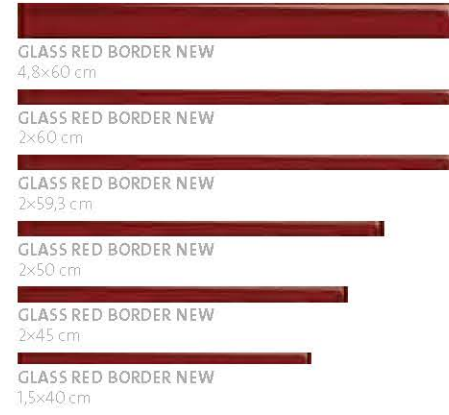 GLASS RED BORDER NEW
4,8×60 cm
GLASS RED BORDER NEW
2×60 cm
GLASS RED BORDER NEW
2×59,3 cm
GLASS RED BORDER NEW
2×50 cm
GLASS RED BORDER NEW
2×45 cm
GLASS RED BORDER NEW
1,5×40 cm